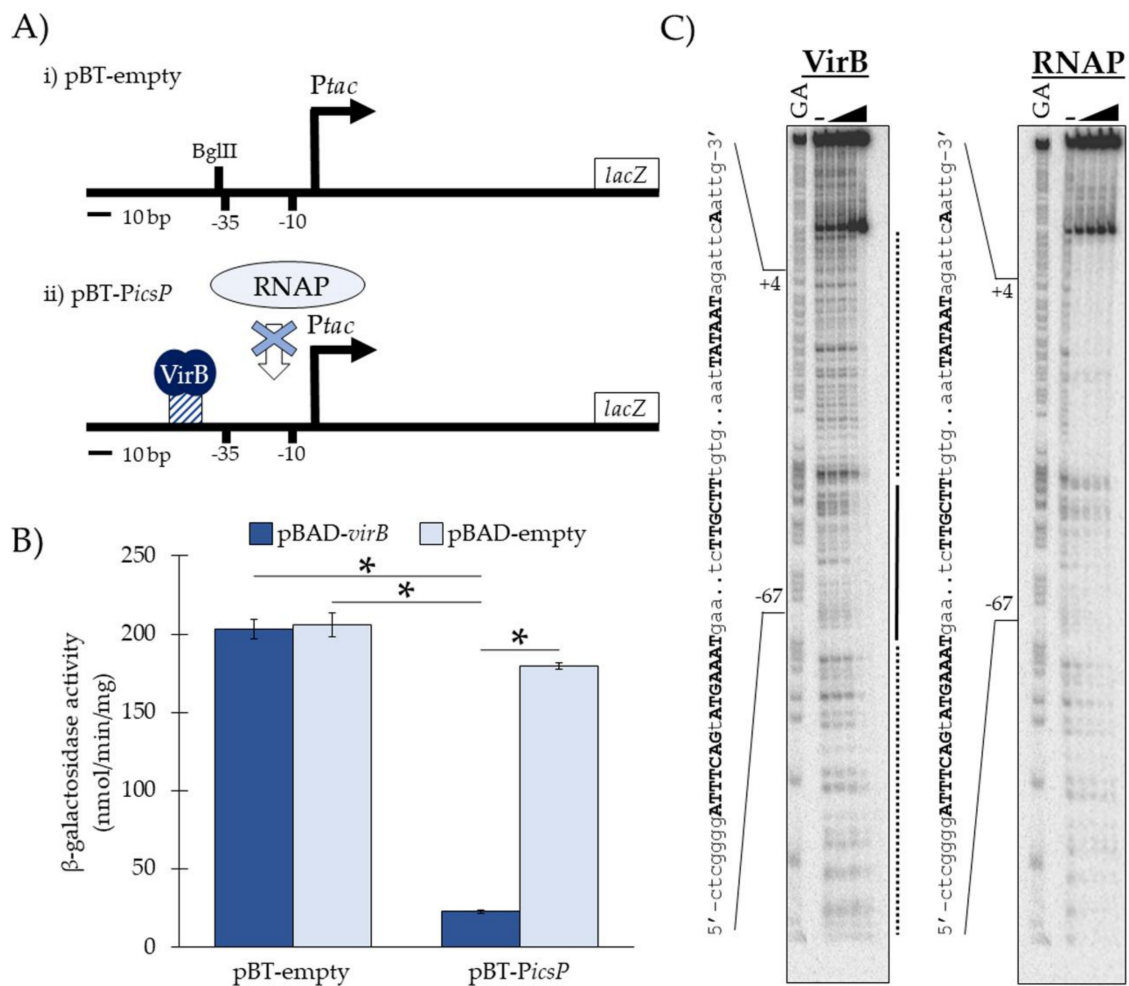 A)
i) pBT-empty
Ptac
BglII
lacZ
10 bp
-35
-10
ii) pBT-PicsP
RNAP
Ptac
VirB
lacZ
10 bp
-35
-10
B)
pBAD-virB
pBAD-empty
β-galactosidase activity
(nmol/min/mg)
250
200
150
100
50
0
*
*
*
pBT-empty
pBT-PicsP
C)
VirB
GA
-
5′-ctcggggATTTCAGtATGAAATgaa..tcTTGCTTtgtg..aatTATAATagattcAattg-3′
+4
-67
RNAP
GA
-
5′-ctcggggATTTCAGtATGAAATgaa..tcTTGCTTtgtg..aatTATAATagattcAattg-3′
+4
-67